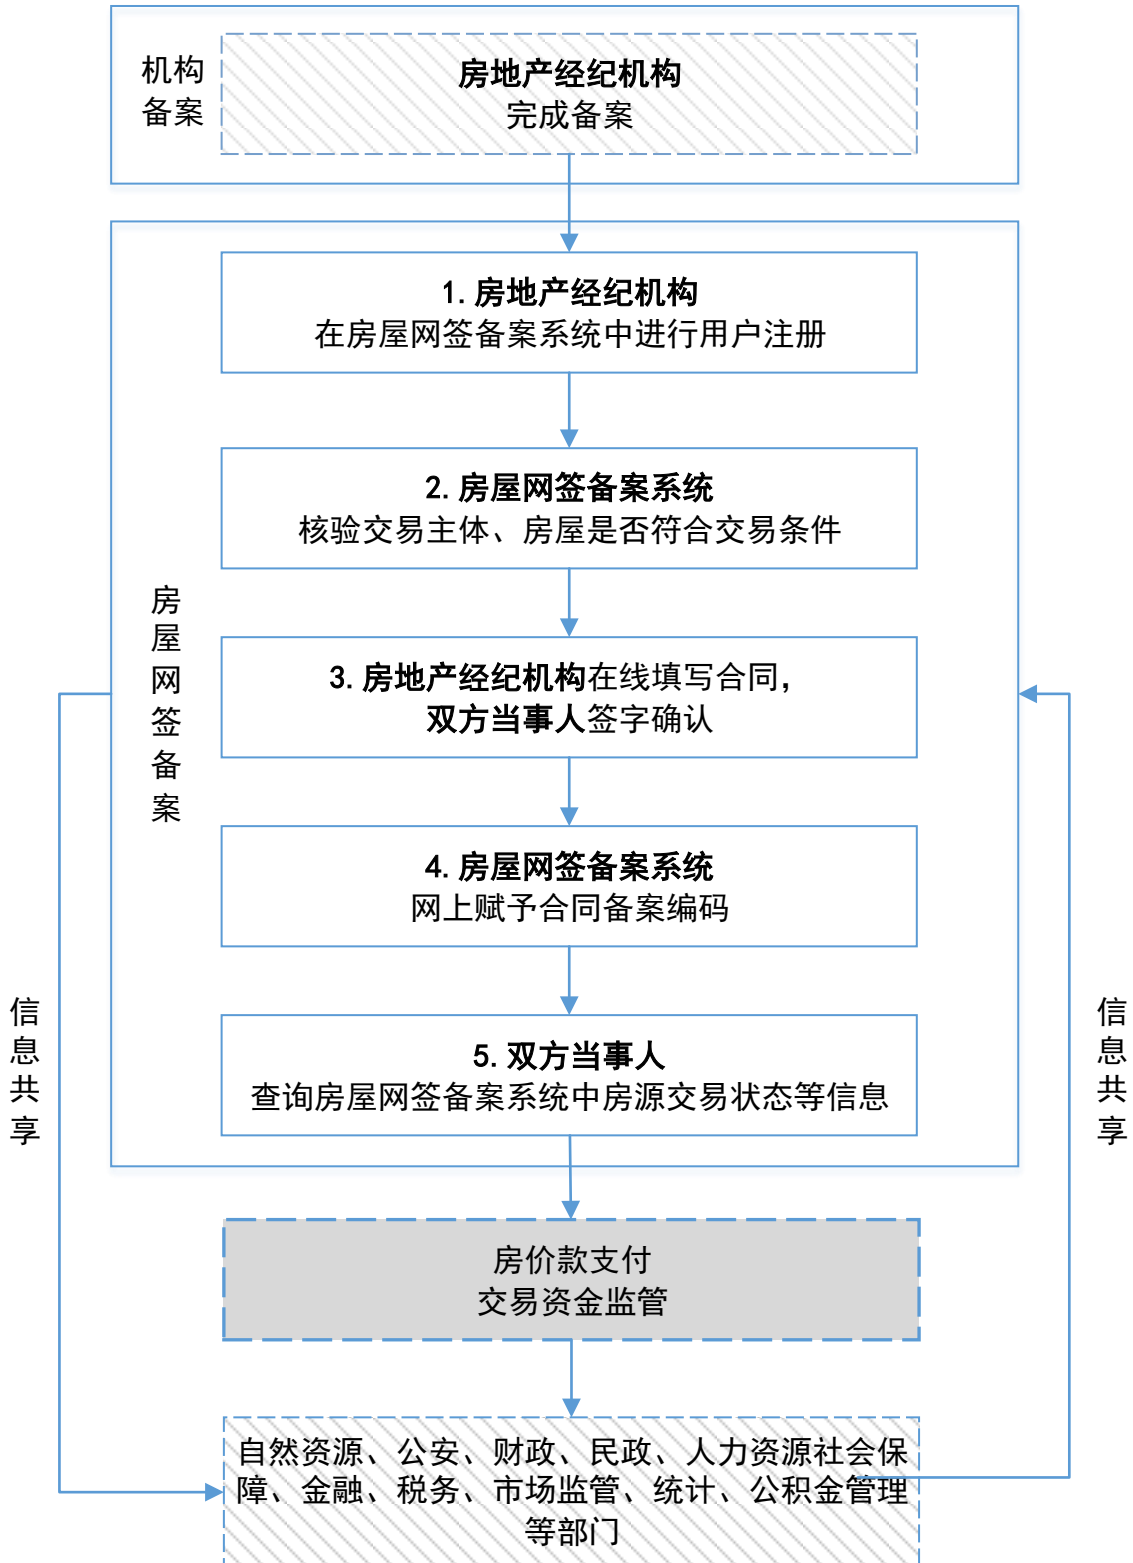 机构
备案
房地产经纪机构
完成备案
1.房地产经纪机构
在房屋网签备案系统中进行用户注册
2.房屋网签备案系统
核验交易主体、房屋是否符合交易条件
房屋网签备案
3.房地产经纪机构在线填写合同，
双方当事人签字确认
4.房屋网签备案系统
网上赋予合同备案编码
5.双方当事人
查询房屋网签备案系统中房源交易状态等信息
信息共享
信息共享
房价款支付
交易资金监管
自然资源、公安、财政、民政、人力资源社会保
障、金融、税务、市场监管、统计、公积金管理
等部门